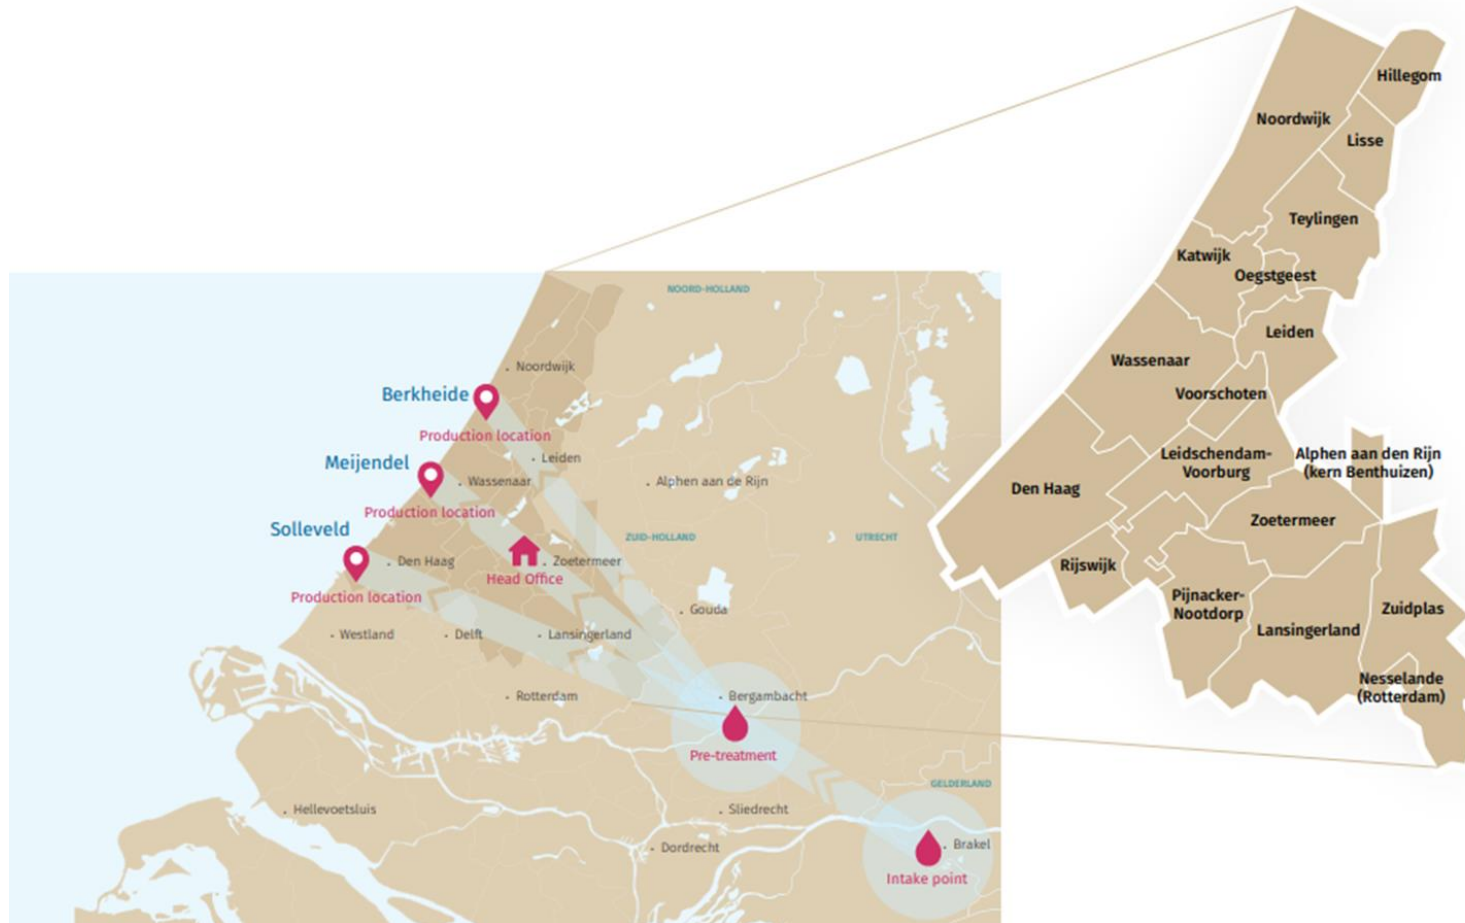 NOORD-HOLLAND
Noordwijk
Berkheide
Production location
Leiden
Meijendel
Wassenaar
Alphen aan de Rijn
Production location
Solleveld
ZUID-HOLLAND
UTRECHT
Den Haag
Zoetermeer
Head Office
Production location
Gouda
Westland
Delft
Lansingerland
Rotterdam
Bergambacht
Pre-treatment
GELDERLAND
Hellevoetsluis
Sliedrecht
Dordrecht
Brakel
Intake point
Hillegom
Noordwijk
Lisse
Teylingen
Katwijk
Oegstgeest
Leiden
Wassenaar
Voorschoten
Leidschendam-
Voorburg
Alphen aan den Rijn
(kern Benthuizen)
Den Haag
Zoetermeer
Rijswijk
Pijnacker-
Nootdorp
Zuidplas
Lansingerland
Nesselande
(Rotterdam)